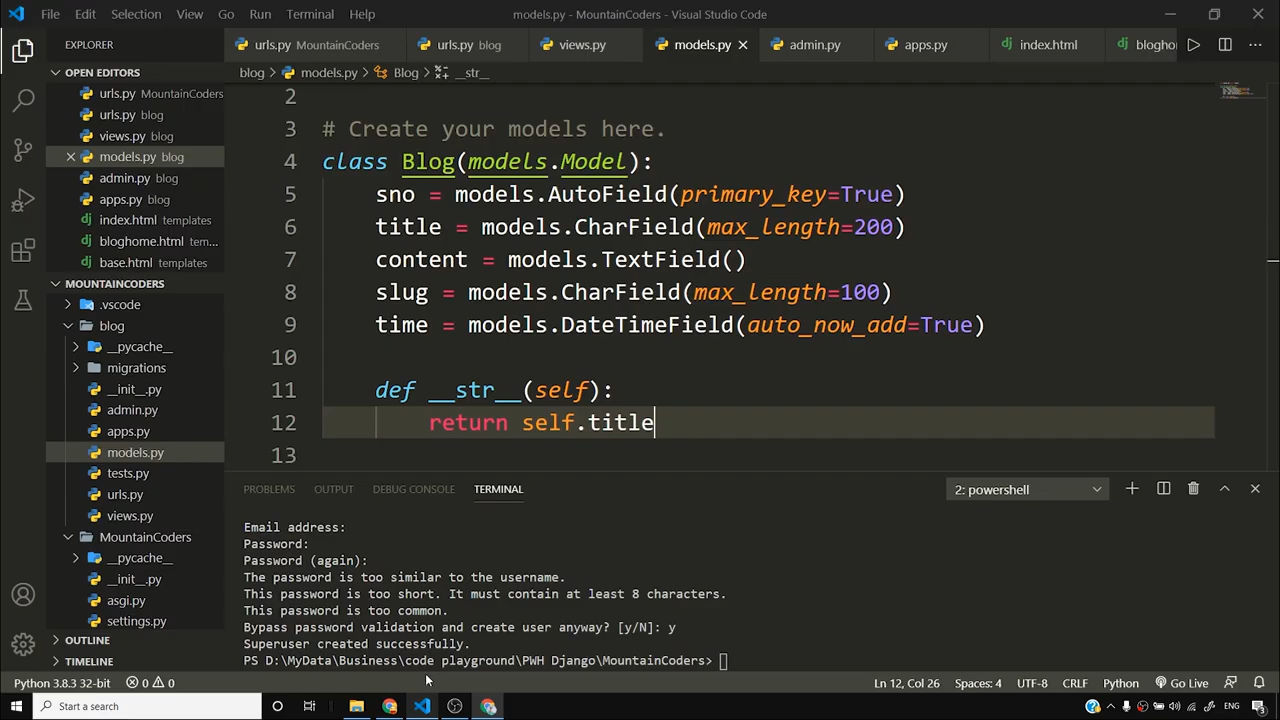 File Edit Selection View Go Run Terminal Help models.py - MountainCoders - Visual Studio Code
EXPLORER
urls.py MountainCoders urls.py blog views.py models.py admin.py apps.py index.html blogho
OPEN EDITORS
urls.py MountainCoders
urls.py blog
views.py blog
models.py blog
admin.py blog
apps.py blog
index.html templates
bloghome.html tem...
base.html templates
MOUNTAINCODERS
.vscode
blog
__pycache__
migrations
__init__.py
admin.py
apps.py
models.py
tests.py
urls.py
views.py
MountainCoders
__pycache__
__init__.py
asgi.py
settings.py
OUTLINE
TIMELINE
blog > models.py > Blog > __str__
2
3 # Create your models here.
4 class Blog(models.Model):
5 sno = models.AutoField(primary_key=True)
6 title = models.CharField(max_length=200)
7 content = models.TextField()
8 slug = models.CharField(max_length=100)
9 time = models.DateTimeField(auto_now_add=True)
10
11 def __str__(self):
12 return self.title
13
PROBLEMS OUTPUT DEBUG CONSOLE TERMINAL 2: powershell
Email address:
Password:
Password (again):
The password is too similar to the username.
This password is too short. It must contain at least 8 characters.
This password is too common.
Bypass password validation and create user anyway? [y/N]: y
Superuser created successfully.
PS D:\MyData\Business\code playground\PWH Django\MountainCoders>
Python 3.8.3 32-bit 0 0 Ln 12, Col 26 Spaces: 4 UTF-8 CRLF Python Go Live
Start a search ENG